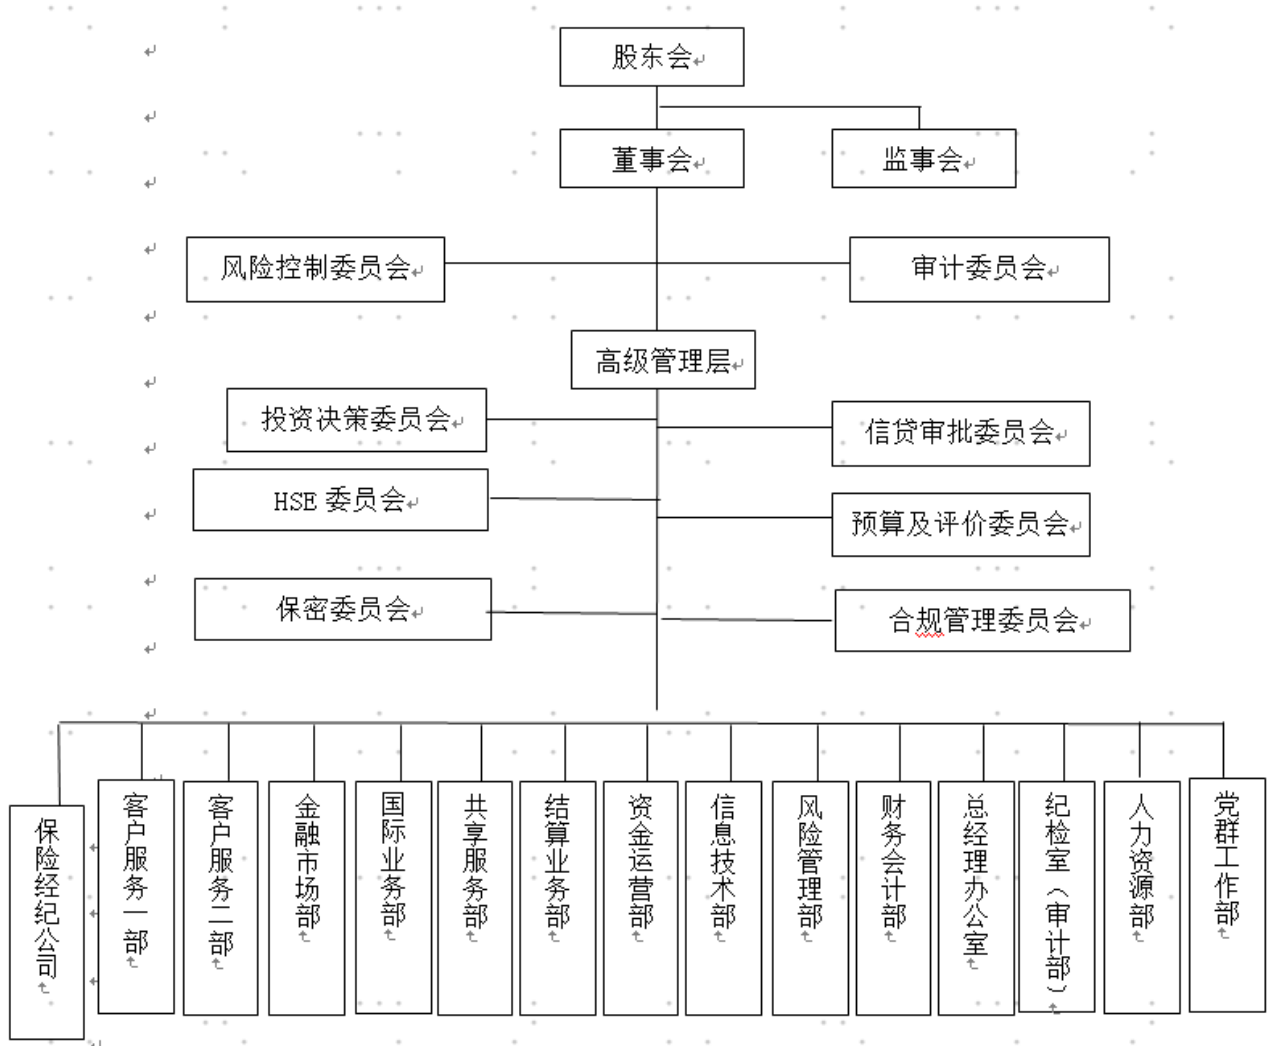 股东会
董事会
监事会
风险控制委员会
审计委员会
高级管理层
投资决策委员会
信贷审批委员会
HSE 委员会
预算及评价委员会
保密委员会
合规管理委员会
保险经纪公司
客户服务一部
客户服务二部
金融市场部
国际业务部
共享服务部
结算业务部
资金运营部
信息技术部
风险管理部
财务会计部
总经理办公室
纪检室（审计部）
人力资源部
党群工作部